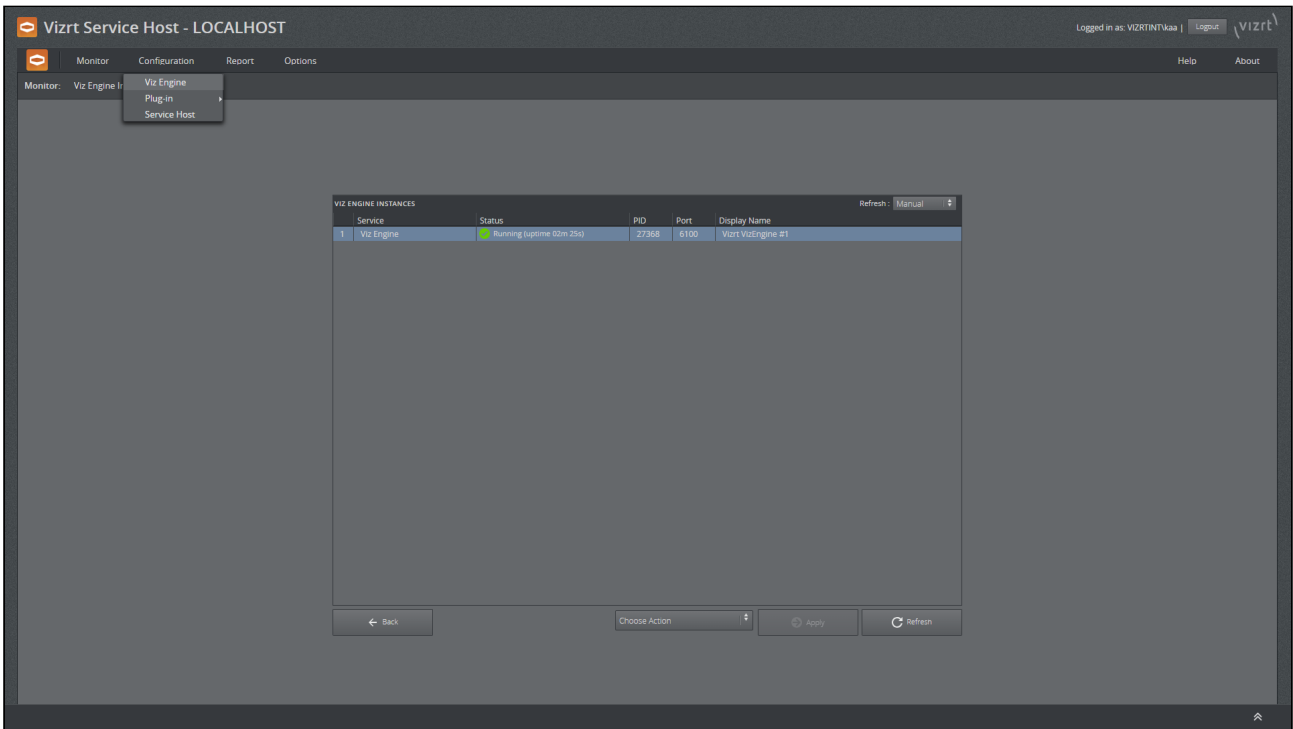 Vizrt Service Host - LOCALHOST
Logged in as: VIZRTINT\kaa | Logout vizrt
Monitor Configuration Report Options Help About
Monitor: Viz Engine In
Viz Engine
Plug-in
Service Host
VIZ ENGINE INSTANCES Refresh : Manual
Service Status PID Port Display Name
1 Viz Engine Running (uptime 02m 25s) 27368 6100 Vizrt VizEngine #1
Back Choose Action Apply Refresh